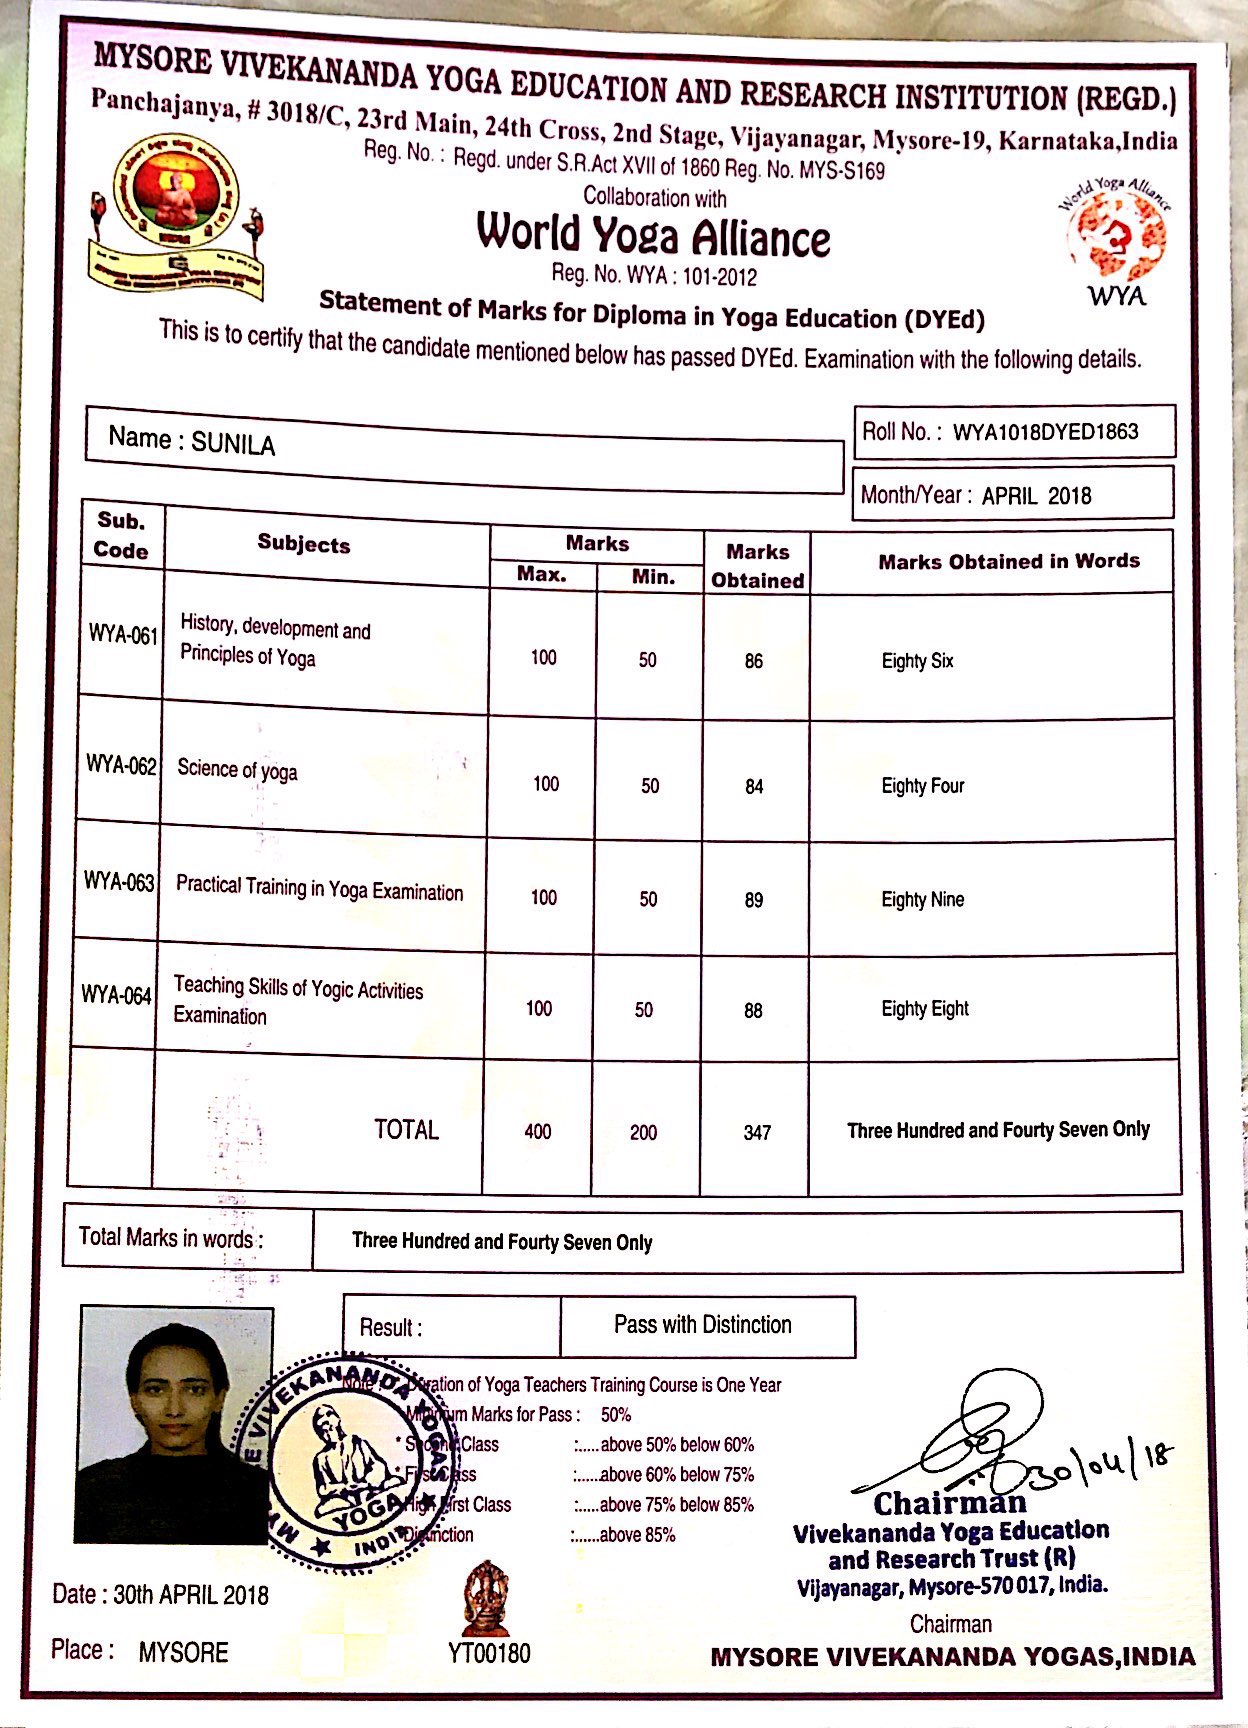 MYSORE VIVEKANANDA YOGA EDUCATION AND RESEARCH INSTITUTION (REGD.)
Panchajanya, # 3018/C, 23rd Main, 24th Cross, 2nd Stage, Vijayanagar, Mysore-19, Karnataka,India
Reg. No. : Regd. under S.R.Act XVII of 1860 Reg. No. MYS-S169
Collaboration with
World Yoga Alliance
World Yoga Alliance
WYA
Reg. No. WYA : 101-2012
Statement of Marks for Diploma in Yoga Education (DYEd)
This is to certify that the candidate mentioned below has passed DYEd. Examination with the following details.
Name : SUNILA
Roll No. : WYA1018DYED1863
Month/Year : APRIL 2018
Sub. Code Subjects Marks Max. Min. Marks Obtained Marks Obtained in Words
WYA-061 History, development and Principles of Yoga 100 50 86 Eighty Six
WYA-062 Science of yoga 100 50 84 Eighty Four
WYA-063 Practical Training in Yoga Examination 100 50 89 Eighty Nine
WYA-064 Teaching Skills of Yogic Activities Examination 100 50 88 Eighty Eight
TOTAL 400 200 347 Three Hundred and Fourty Seven Only
Total Marks in words : Three Hundred and Fourty Seven Only
Result : Pass with Distinction
Note : Duration of Yoga Teachers Training Course is One Year
Minimum Marks for Pass : 50%
* Second Class :.....above 50% below 60%
* First Class :.....above 60% below 75%
High First Class :.....above 75% below 85%
Distinction :......above 85%
MYSORE VIVEKANANDA YOGAS
YOGA
INDIA
30/04/18
Chairman
Vivekananda Yoga Education
and Research Trust (R)
Vijayanagar, Mysore-570 017, India.
Chairman
MYSORE VIVEKANANDA YOGAS,INDIA
Date : 30th APRIL 2018
Place : MYSORE
YT00180